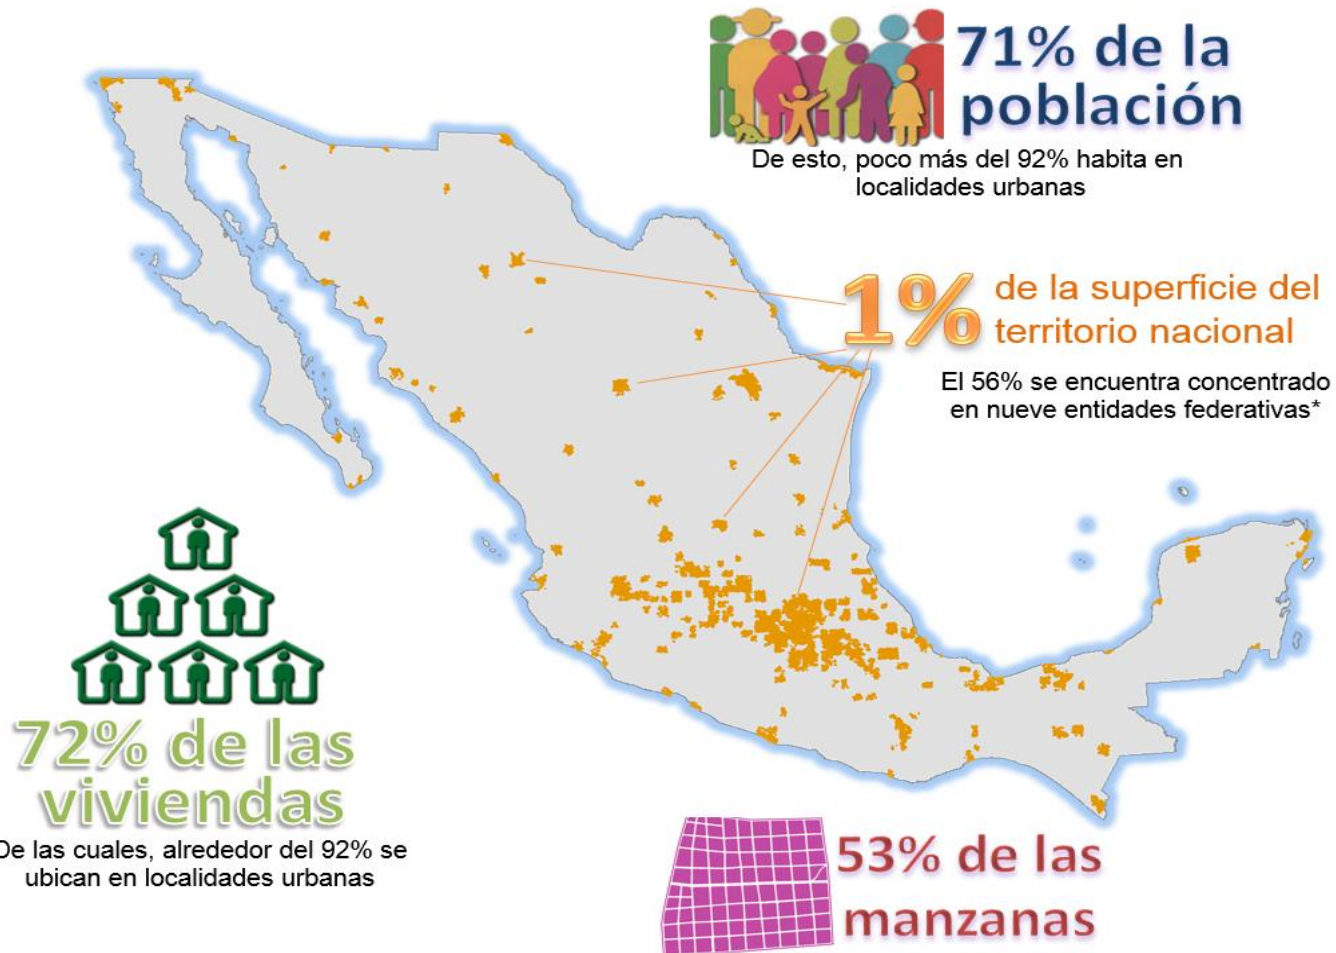 71% de la
población
De esto, poco más del 92% habita en
localidades urbanas
1% de la superficie del
territorio nacional
El 56% se encuentra concentrado
en nueve entidades federativas*
72% de las
viviendas
De las cuales, alrededor del 92% se
ubican en localidades urbanas
53% de las
manzanas